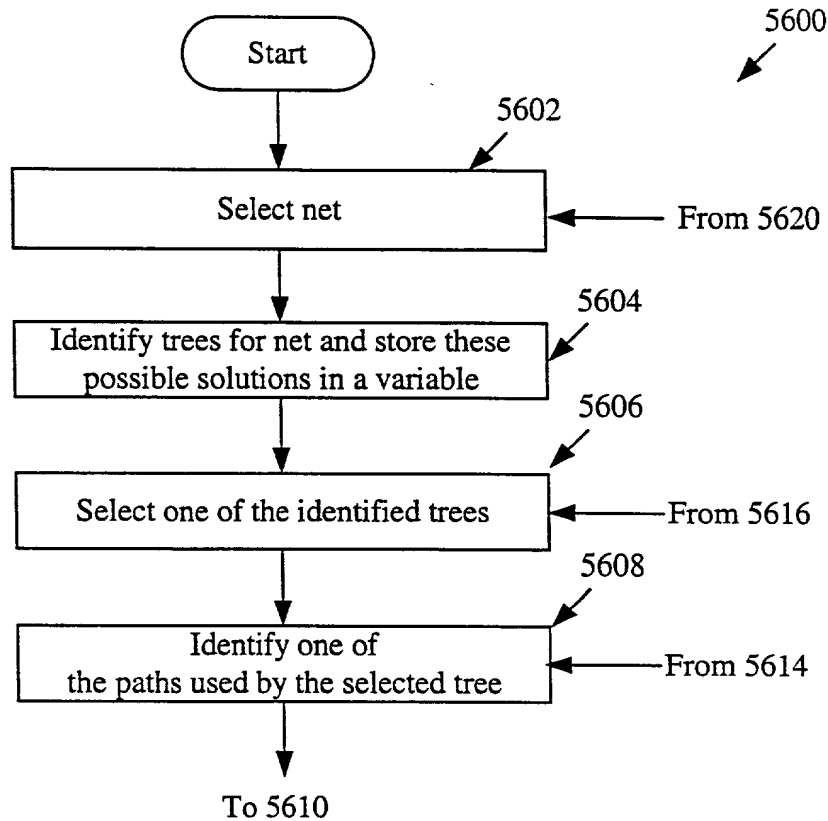 5600
Start
5602
Select net
From 5620
5604
Identify trees for net and store these
possible solutions in a variable
5606
Select one of the identified trees
From 5616
5608
Identify one of
the paths used by the selected tree
From 5614
To 5610